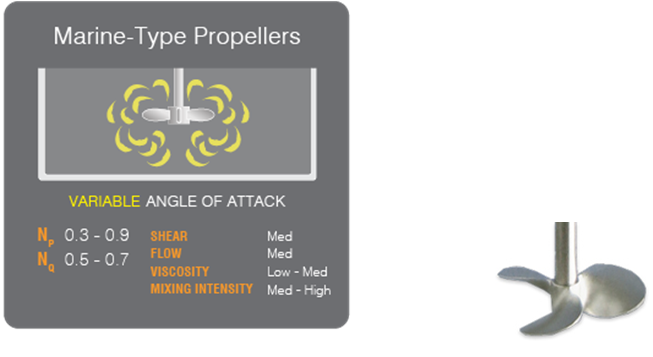 Marine-Type Propellers
VARIABLE ANGLE OF ATTACK
Np 0.3 - 0.9
Nq 0.5 - 0.7
SHEAR Med
FLOW Med
VISCOSITY Low - Med
MIXING INTENSITY Med - High